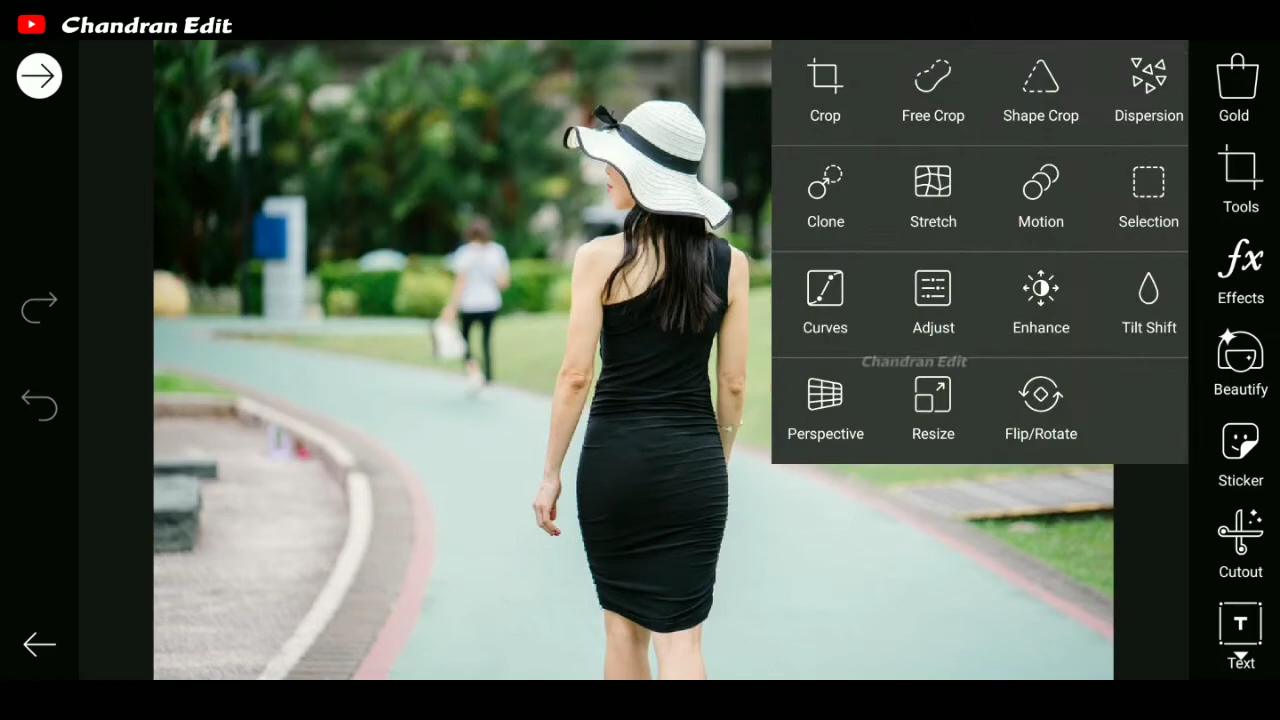 Chandran Edit
Crop Free Crop Shape Crop Dispersion
Gold
Clone Stretch Motion Selection
Tools
Effects
Curves Adjust Enhance Tilt Shift
Chandran Edit
Beautify
Perspective Resize Flip/Rotate
Sticker
Cutout
T
Text